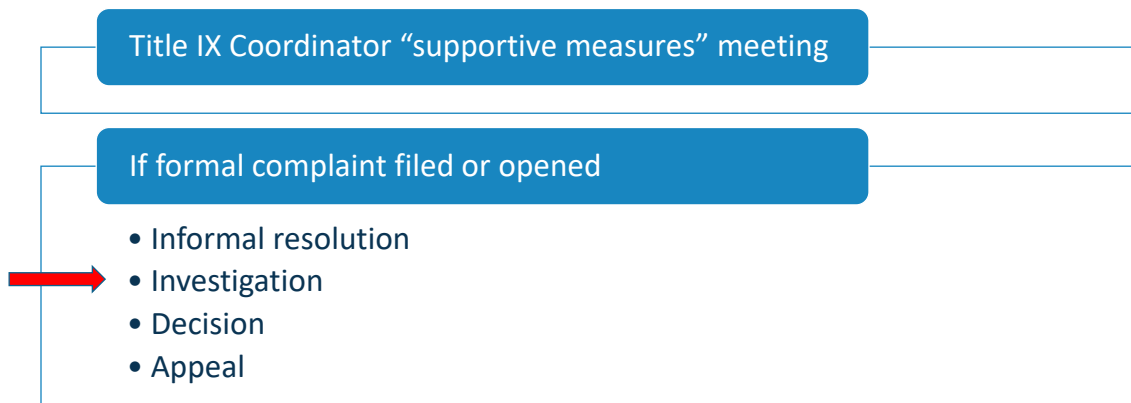 Title IX Coordinator “supportive measures” meeting
If formal complaint filed or opened
• Informal resolution
• Investigation
• Decision
• Appeal